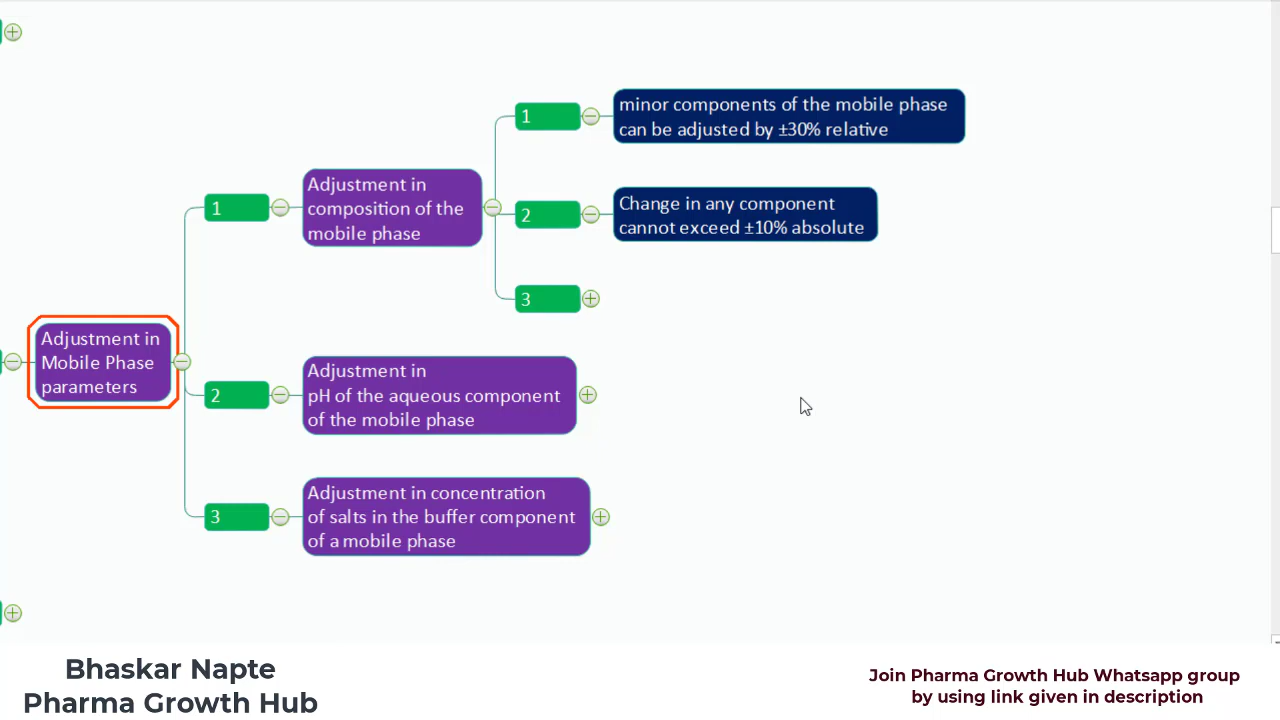 Adjustment in
Mobile Phase
parameters
1
Adjustment in
composition of the
mobile phase
1
minor components of the mobile phase
can be adjusted by ±30% relative
2
Change in any component
cannot exceed ±10% absolute
3
2
Adjustment in
pH of the aqueous component
of the mobile phase
3
Adjustment in concentration
of salts in the buffer component
of a mobile phase
Bhaskar Napte
Pharma Growth Hub
Join Pharma Growth Hub Whatsapp group
by using link given in description